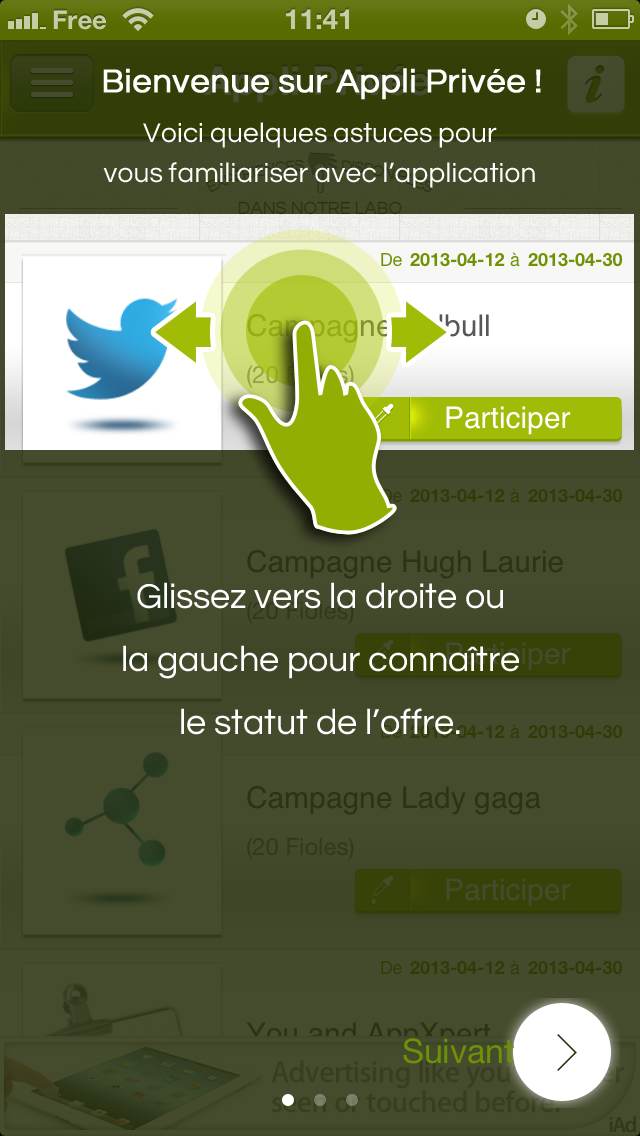 Free
11:41
Bienvenue sur Appli Privée !
Voici quelques astuces pour
vous familiariser avec l'application
DANS NOTRE LABO
De 2013-04-12 à 2013-04-30
Campagne bull
(20 F s)
Participer
De 2013-04-12 à 2013-04-30
Campagne Hugh Laurie
(20 Fioles)
Participer
Glissez vers la droite ou
la gauche pour connaître
le statut de l'offre.
De 2013-04-12 à 2013-04-30
Campagne Lady gaga
(20 Fioles)
Participer
De 2013-04-12 à 2013-04-30
You and AppXpert
Suivant
Advertising like you
seen or touched before.
iAd